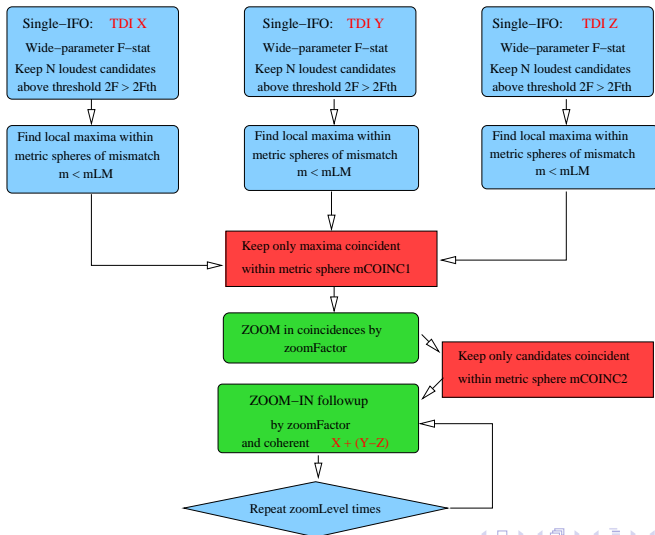 Single−IFO: TDI X
Wide−parameter F−stat
Keep N loudest candidates
above threshold 2F > 2Fth
Single−IFO: TDI Y
Wide−parameter F−stat
Keep N loudest candidates
above threshold 2F > 2Fth
Single−IFO: TDI Z
Wide−parameter F−stat
Keep N loudest candidates
above threshold 2F > 2Fth
Find local maxima within
metric spheres of mismatch
m < mLM
Find local maxima within
metric spheres of mismatch
m < mLM
Find local maxima within
metric spheres of mismatch
m < mLM
Keep only maxima coincident
within metric sphere mCOINC1
ZOOM in coincidences by
zoomFactor
Keep only candidates coincident
within metric sphere mCOINC2
ZOOM−IN followup
by zoomFactor
and coherent X + (Y−Z)
Repeat zoomLevel times